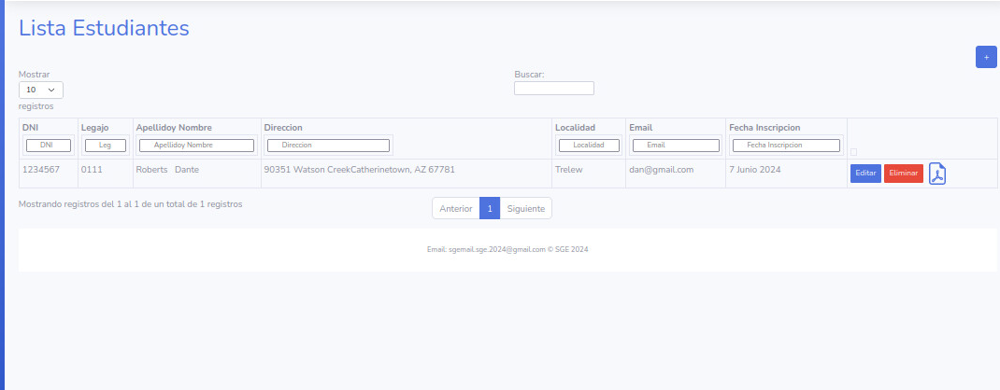 Lista Estudiantes
+
Mostrar
10
registros
Buscar:
DNI Legajo Apellidoy Nombre Direccion Localidad Email Fecha Inscripcion
DNI Leg Apellidoy Nombre Direccion Localidad Email Fecha Inscripcion
1234567 0111 Roberts Dante 90351 Watson CreekCatherinetown, AZ 67781 Trelew dan@gmail.com 7 Junio 2024 Editar Eliminar
Mostrando registros del 1 al 1 de un total de 1 registros Anterior 1 Siguiente
Email: sgemail.sge.2024@gmail.com © SGE 2024